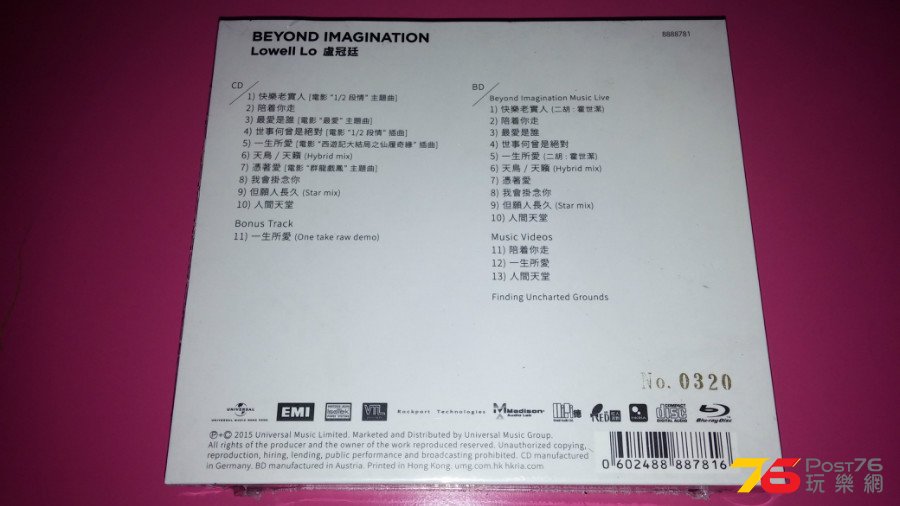 BEYOND IMAGINATION
Lowell Lo 盧冠廷
8888781
CD
1) 快樂老實人 [電影 "1/2 段情" 主題曲]
2) 陪着你走
3) 最愛是誰 [電影 "最愛" 主題曲]
4) 世事何曾是絕對 [電影 "1/2 段情" 插曲]
5) 一生所愛 [電影 "西遊記大結局之仙履奇緣" 插曲]
6) 天鳥 / 天籟 (Hybrid mix)
7) 憑著愛 [電影 "群龍戲鳳" 主題曲]
8) 我會掛念你
9) 但願人長久 (Star mix)
10) 人間天堂
Bonus Track
11) 一生所愛 (One take raw demo)
BD
Beyond Imagination Music Live
1) 快樂老實人 (二胡 : 霍世潔)
2) 陪着你走
3) 最愛是誰
4) 世事何曾是絕對
5) 一生所愛 (二胡 : 霍世潔)
6) 天鳥 / 天籟 (Hybrid mix)
7) 憑著愛
8) 我會掛念你
9) 但願人長久 (Star mix)
10) 人間天堂
Music Videos
11) 陪着你走
12) 一生所愛
13) 人間天堂
Finding Uncharted Grounds
No. 0320
UNIVERSAL
EMI
VTL
Rockport Technologies
Madison
Audio Lab
COMPACT
disc
DIGITAL AUDIO
Blu-ray Disc
℗+© 2015 Universal Music Limited. Marketed and Distributed by Universal Music Group.
All rights of the producer and the owner of the work reproduced reserved. Unauthorized copying,
reproduction, hiring, lending, public performance and broadcasting prohibited. CD manufactured
in Germany. BD manufactured in Austria. Printed in Hong Kong. umg.com.hk hkria.com
0 602488 887816
76 Post76
玩樂網